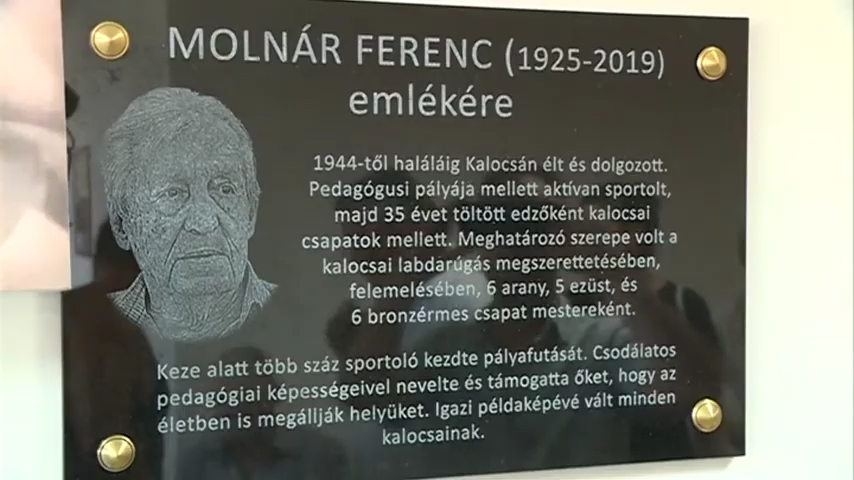 MOLNÁR FERENC (1925-2019)
emlékére
1944-től haláláig Kalocsán élt és dolgozott.
Pedagógusi pályája mellett aktívan sportolt,
majd 35 évet töltött edzőként kalocsai
csapatok mellett. Meghatározó szerepe volt a
kalocsai labdarúgás megszerettetésében,
felemelésében, 6 arany, 5 ezüst, és
6 bronzérmes csapat mestereként.
Keze alatt több száz sportoló kezdte pályafutását. Csodálatos
pedagógiai képességeivel nevelte és támogatta őket, hogy az
életben is megállják helyüket. Igazi példaképévé vált minden
kalocsainak.